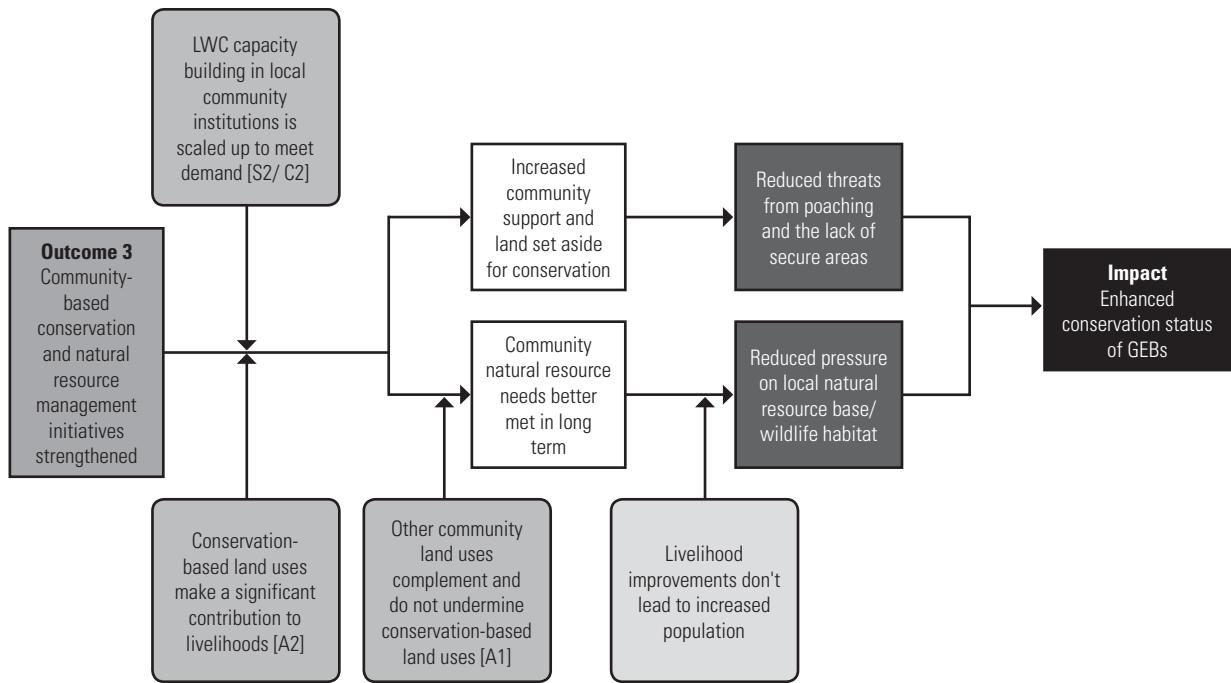 LWC capacity
building in local
community
institutions is
scaled up to meet
demand [S2/ C2]
Outcome 3
Community-
based
conservation
and natural
resource
management
initiatives
strengthened
Increased
community
support and
land set aside
for conservation
Reduced threats
from poaching
and the lack of
secure areas
Impact
Enhanced
conservation status
of GEBs
Community
natural resource
needs better
met in long
term
Reduced pressure
on local natural
resource base/
wildlife habitat
Conservation-
based land uses
make a significant
contribution to
livelihoods [A2]
Other community
land uses
complement and
do not undermine
conservation-based
land uses [A1]
Livelihood
improvements don't
lead to increased
population